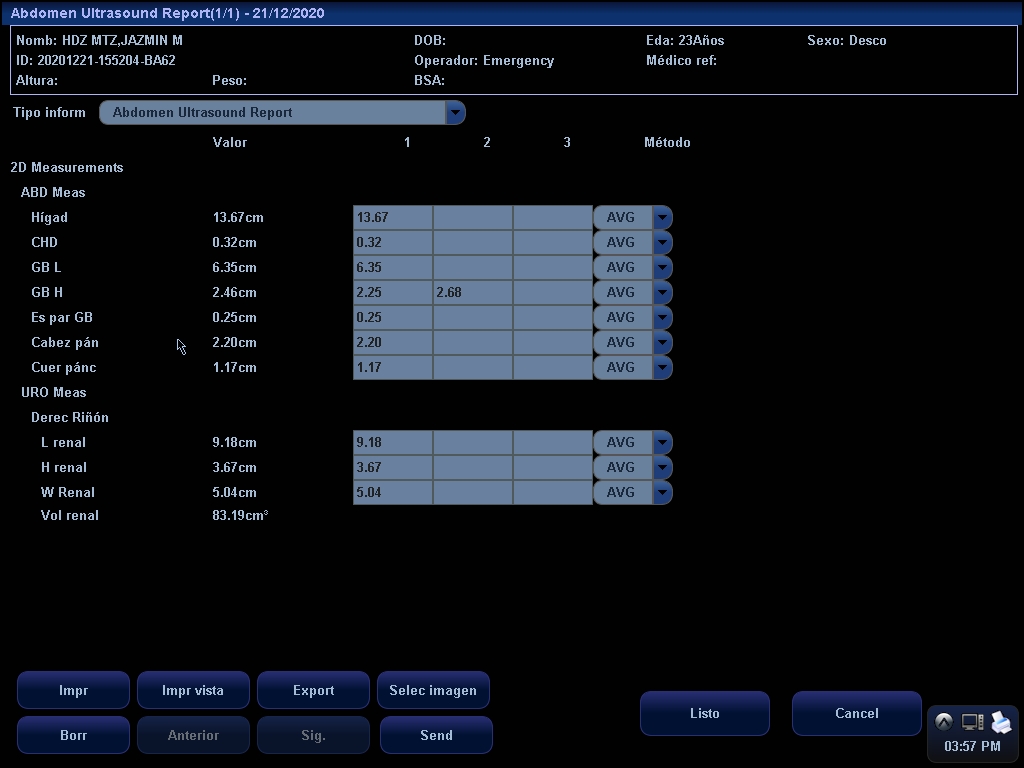 Abdomen Ultrasound Report(1/1) - 21/12/2020
Nomb: HDZ MTZ,JAZMIN M DOB: Eda: 23Años Sexo: Desco
ID: 20201221-155204-BA62 Operador: Emergency Médico ref:
Altura: Peso: BSA:
Tipo inform Abdomen Ultrasound Report
Valor 1 2 3 Método
2D Measurements
ABD Meas
Hígad 13.67cm 13.67 AVG
CHD 0.32cm 0.32 AVG
GB L 6.35cm 6.35 AVG
GB H 2.46cm 2.25 2.68 AVG
Es par GB 0.25cm 0.25 AVG
Cabez pán 2.20cm 2.20 AVG
Cuer pánc 1.17cm 1.17 AVG
URO Meas
Derec Riñón
L renal 9.18cm 9.18 AVG
H renal 3.67cm 3.67 AVG
W Renal 5.04cm 5.04 AVG
Vol renal 83.19cm³
Impr Impr vista Export Selec imagen
Listo Cancel
Borr Anterior Sig. Send
03:57 PM